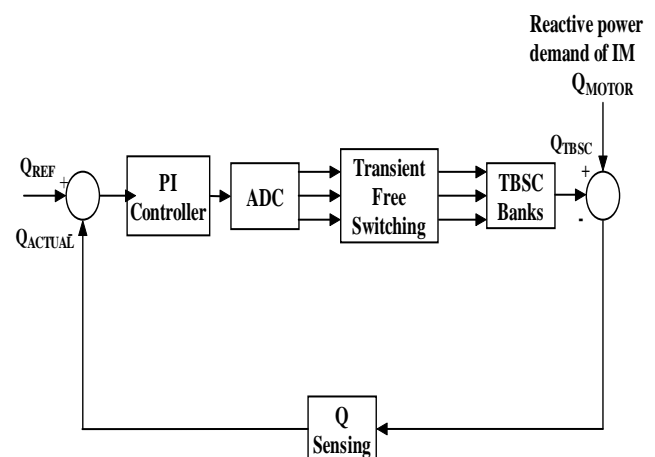 Reactive power
demand of IM
QMOTOR
QTBSC
QREF
+
PI
Controller
ADC
Transient
Free
Switching
TBSC
Banks
+
-
QACTUAL
-
Q
Sensing